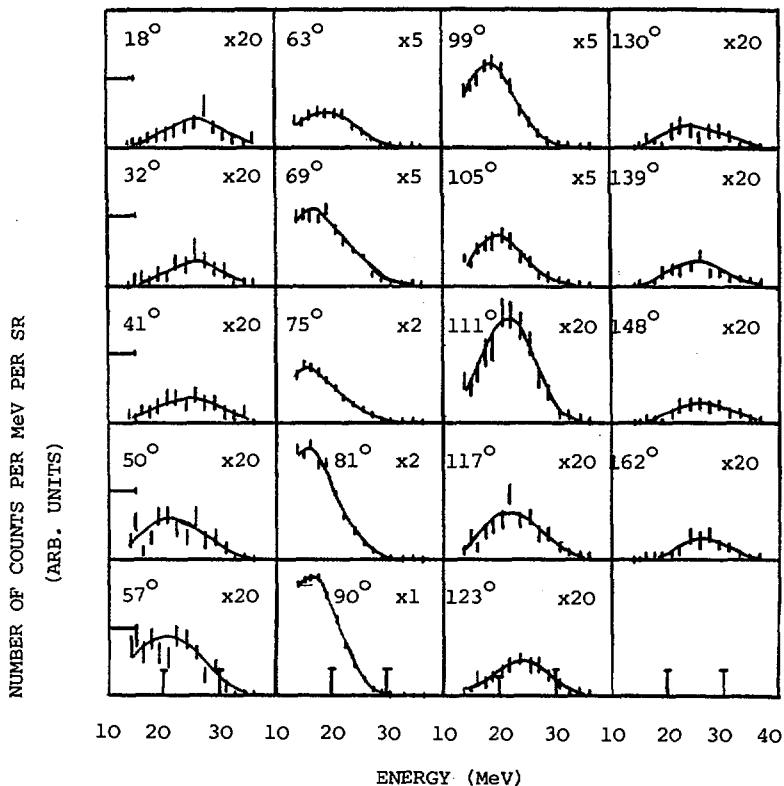 18° x20 63° x5 99° x5 130° x20
32° x20 69° x5 105° x5 139° x20
41° x20 75° x2 111° x20 148° x20
50° x20 81° x2 117° x20 162° x20
57° x20 90° x1 123° x20
10 20 30 10 20 30 10 20 30 10 20 30 40
ENERGY (MeV)
NUMBER OF COUNTS PER MeV PER SR
(ARB. UNITS)